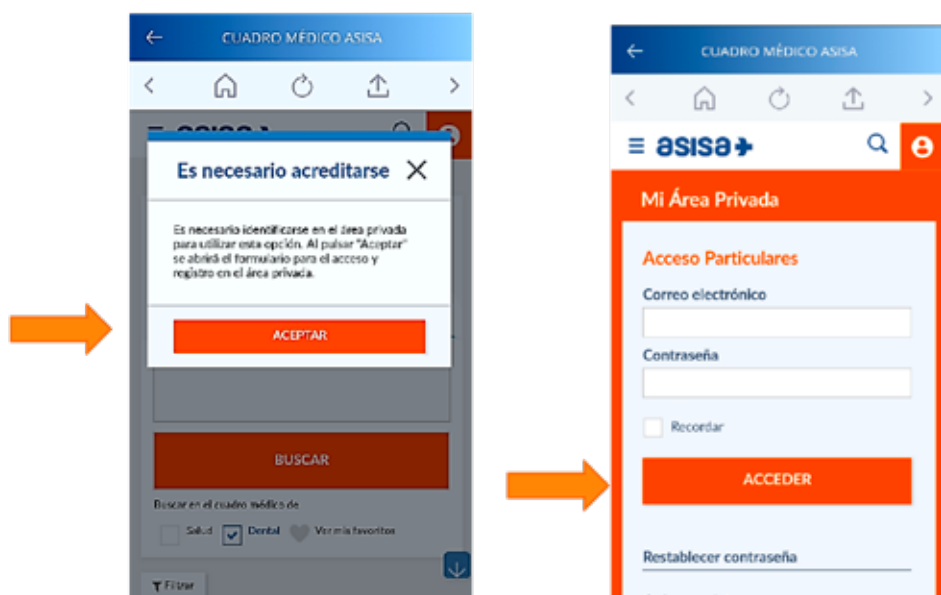 CUADRO MÉDICO ASISA
Es necesario acreditarse
Es necesario identificarse en el área privada
para utilizar esta opción. Al pulsar "Aceptar"
se abrirá el formulario para el acceso y
registro en el área privada.
ACEPTAR
BUSCAR
Buscar en el cuadro médico de
Salud Dental Ver mis favoritos
Filtrar
CUADRO MÉDICO ASISA
asisa+
Mi Área Privada
Acceso Particulares
Correo electrónico
Contraseña
Recordar
ACCEDER
Restablecer contraseña